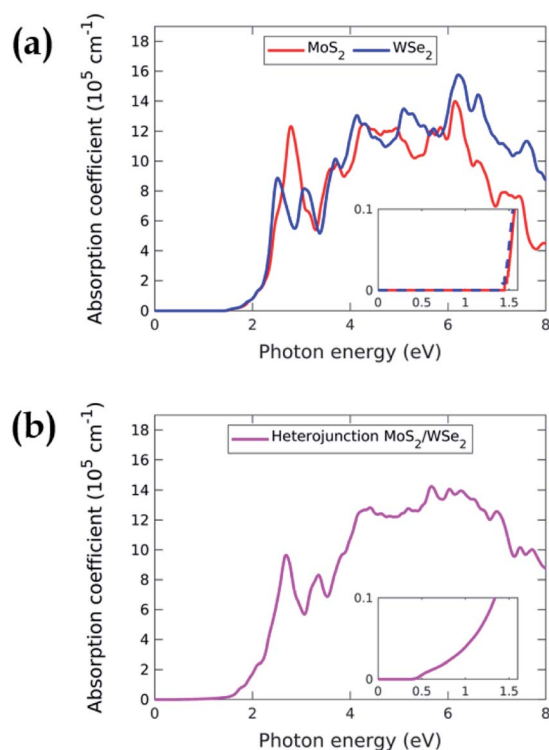 (a)
MoS₂ WSe₂
Absorption coefficient (10⁵ cm⁻¹)
18
16
14
12
10
8
6
4
2
0
0.1
0
0 0.5 1 1.5
0 2 4 6 8
Photon energy (eV)
(b)
Heterojunction MoS₂/WSe₂
Absorption coefficient (10⁵ cm⁻¹)
18
16
14
12
10
8
6
4
2
0
0.1
0
0 0.5 1 1.5
0 2 4 6 8
Photon energy (eV)